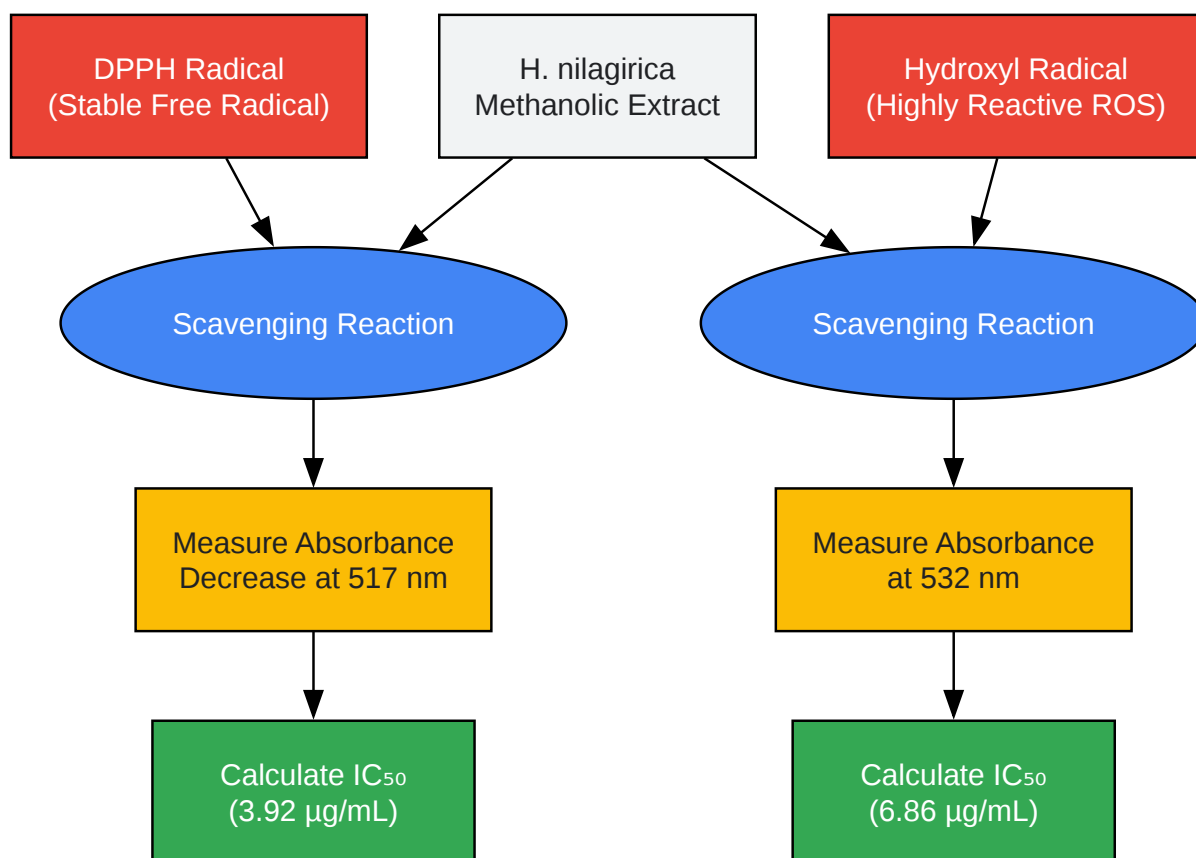 DPPH Radical
(Stable Free Radical)
H. nilagirica
Methanolic Extract
Hydroxyl Radical
(Highly Reactive ROS)
Scavenging Reaction
Scavenging Reaction
Measure Absorbance
Decrease at 517 nm
Measure Absorbance
at 532 nm
Calculate IC₅₀
(3.92 µg/mL)
Calculate IC₅₀
(6.86 µg/mL)